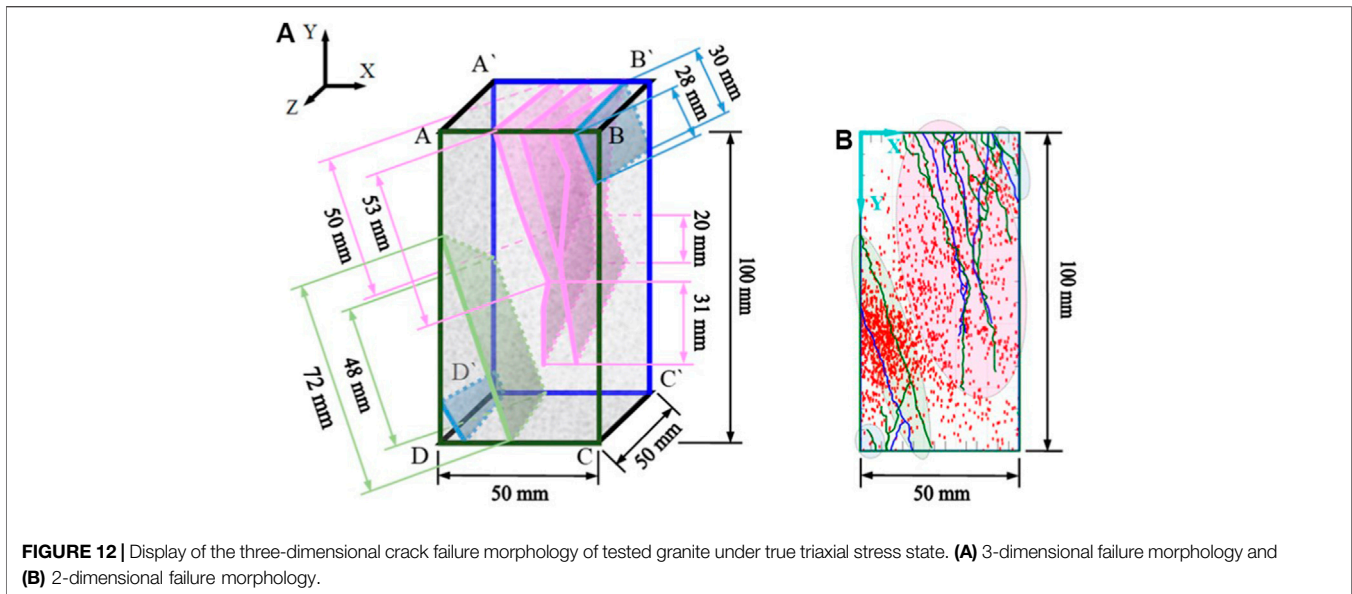 A
Y
X
Z
A`
B`
30 mm
28 mm
A
B
50 mm
53 mm
20 mm
31 mm
100 mm
72 mm
48 mm
D`
C`
D
C
50 mm
50 mm
B
X
Y
100 mm
50 mm
FIGURE 12 | Display of the three-dimensional crack failure morphology of tested granite under true triaxial stress state. (A) 3-dimensional failure morphology and
(B) 2-dimensional failure morphology.